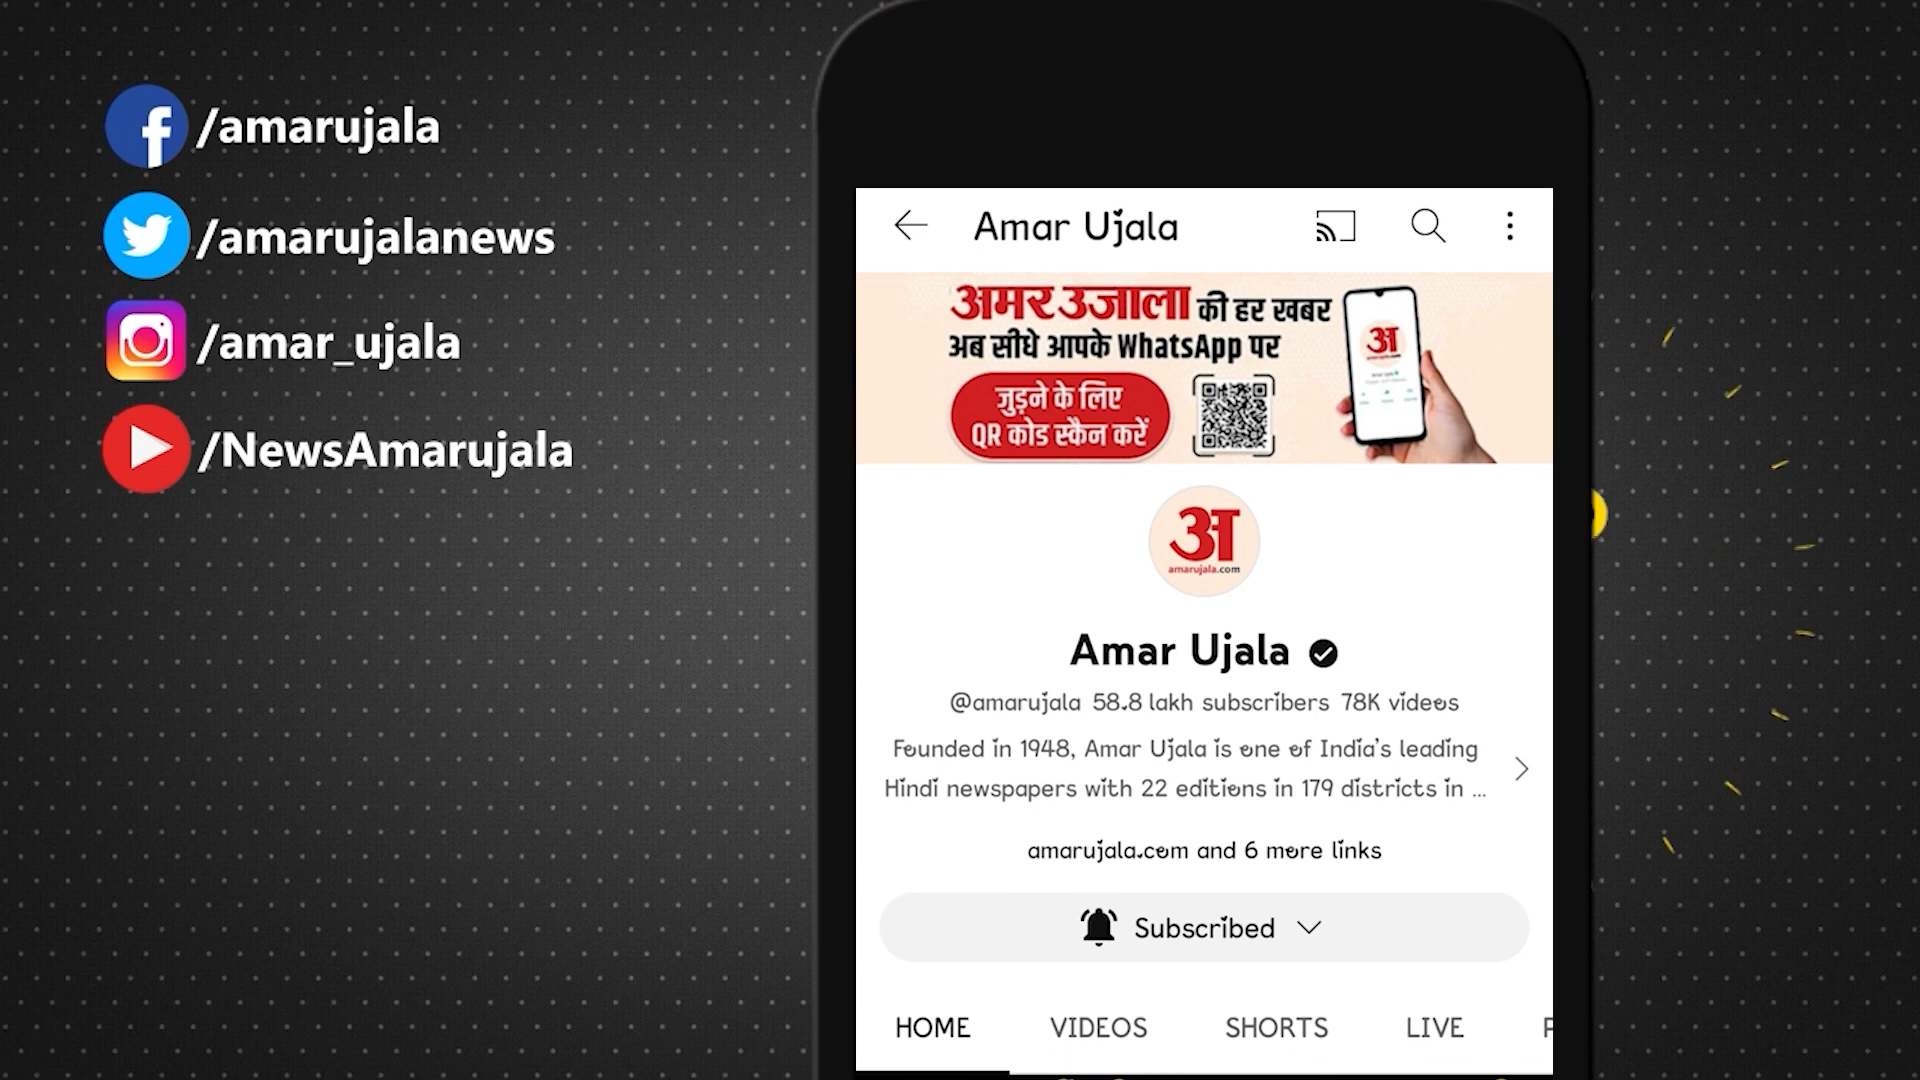 /amarujala
/amarujalanews
/amar_ujala
/NewsAmarujala
Amar Ujala
अमर उजाला की हर खबर
अब सीधे आपके WhatsApp पर
जुड़ने के लिए
QR कोड स्कैन करें
अ
अ
amarujala.com
Amar Ujala
@amarujala 58.8 lakh subscribers 78K videos
Founded in 1948, Amar Ujala is one of India's leading
Hindi newspapers with 22 editions in 179 districts in ...
amarujala.com and 6 more links
Subscribed
HOME VIDEOS SHORTS LIVE